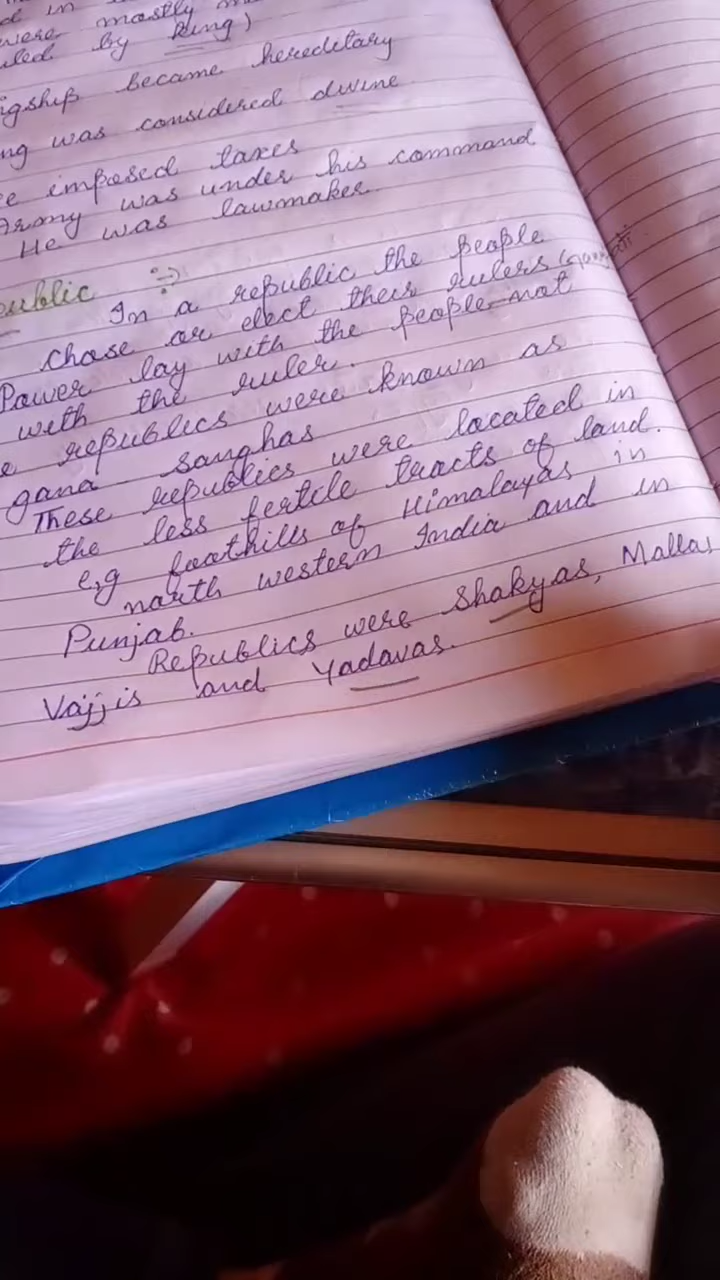 were mostly
by King)
became hereditary
was considered divine
imposed taxes
Army was under his command
He was lawmaker.
In a republic the people
chose or elect their rulers
Power lay with the people not
with the ruler.
republics were known as
gana sanghas
These republics were located in
the less fertile tracts of land.
e,g foothills of Himalayas in
north western India and in
Punjab.
Republics were Shakyas, Mallas
Vajjis and Yadavas.